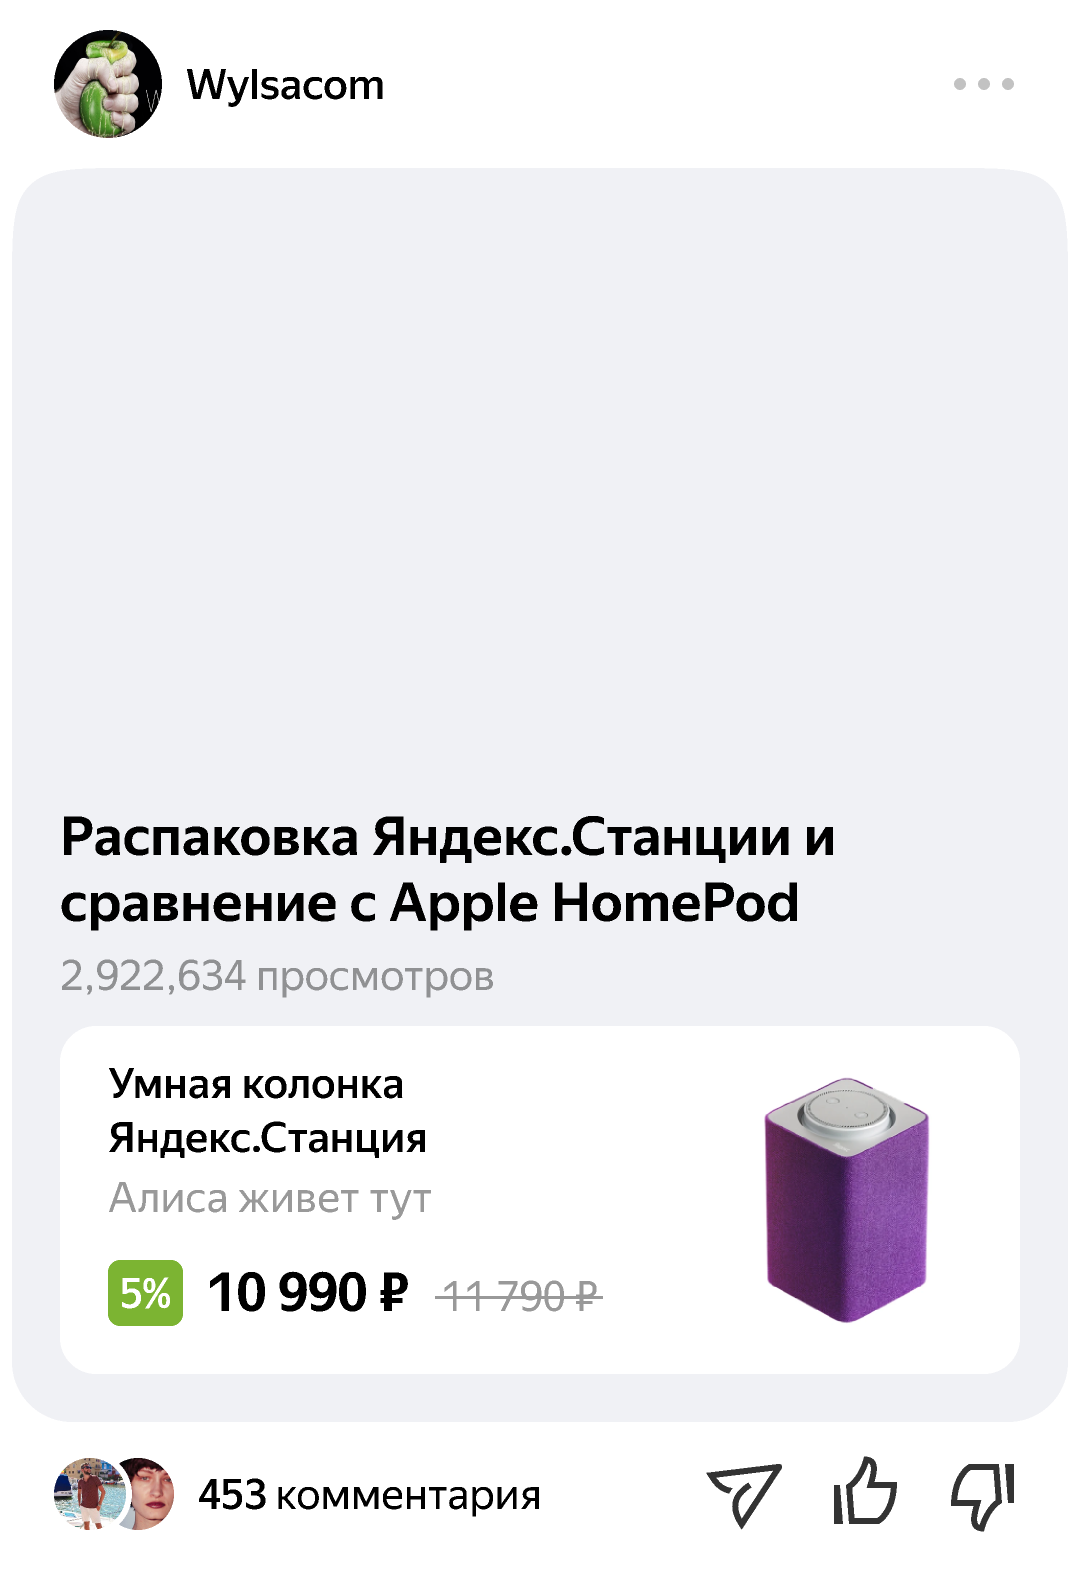 Wylsacom
Распаковка Яндекс.Станции и
сравнение с Apple HomePod
2,922,634 просмотров
Умная колонка
Яндекс.Станция
Алиса живет тут
5% 10 990 ₽ 11 790 ₽
453 комментария